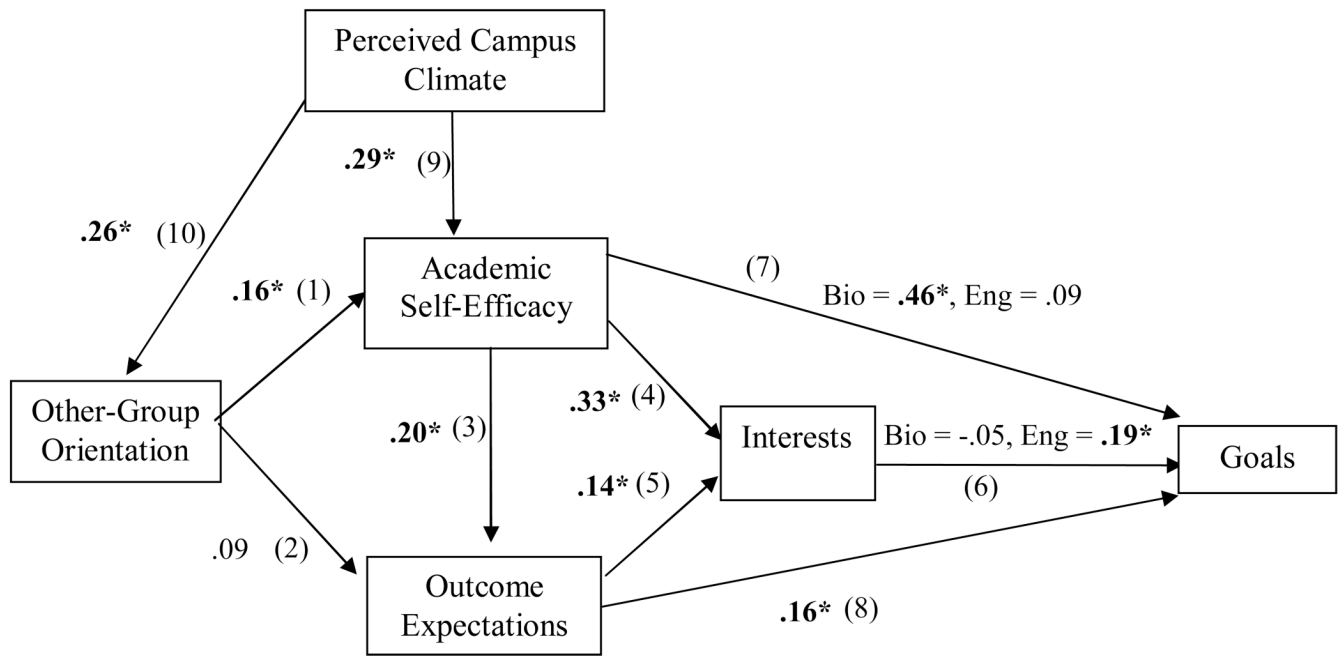 Perceived Campus
Climate
.29* (9)
.26* (10)
Academic
Self-Efficacy
.16* (1)
(7)
Bio = .46*, Eng = .09
Other-Group
Orientation
.20* (3)
.33* (4)
Interests
Bio = -.05, Eng = .19*
(6)
Goals
.14* (5)
.09 (2)
Outcome
Expectations
.16* (8)